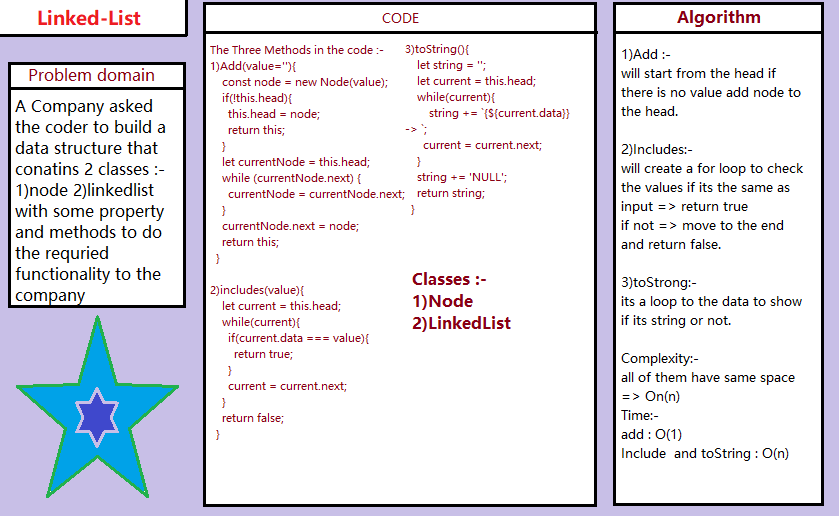 Linked-List
Problem domain
A Company asked
the coder to build a
data structure that
conatins 2 classes :-
1)node 2)linkedlist
with some property
and methods to do
the requried
functionality to the
company
CODE
The Three Methods in the code :-
1)Add(value=''){
const node = new Node(value);
if(!this.head){
this.head = node;
return this;
}
let currentNode = this.head;
while (currentNode.next) {
currentNode = currentNode.next;
}
currentNode.next = node;
return this;
}
2)includes(value){
let current = this.head;
while(current){
if(current.data === value){
return true;
}
current = current.next;
}
return false;
}
3)toString(){
let string = '';
let current = this.head;
while(current){
string += `{${current.data}}
-> `;
current = current.next;
}
string += 'NULL';
return string;
}
Classes :-
1)Node
2)LinkedList
Algorithm
1)Add :-
will start from the head if
there is no value add node to
the head.
2)Includes:-
will create a for loop to check
the values if its the same as
input => return true
if not => move to the end
and return false.
3)toStrong:-
its a loop to the data to show
if its string or not.
Complexity:-
all of them have same space
=> On(n)
Time:-
add : O(1)
Include  and toString : O(n)